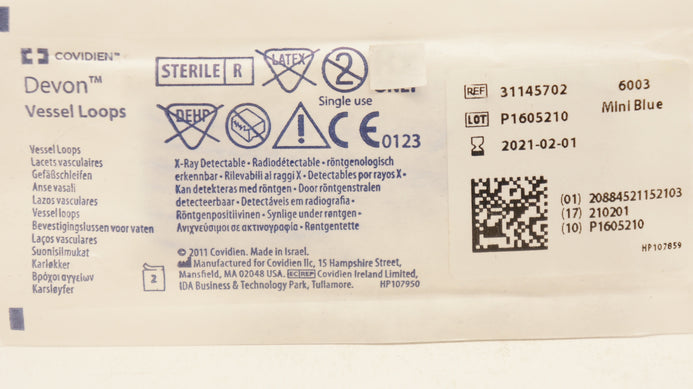 COVIDIEN™
Devon™
Vessel Loops
STERILE R
LATEX
2
Single use
DEHP
CE 0123
Vessel Loops
Lacets vasculaires
Gefäßschleifen
Anse vasali
Lazos vasculares
Vessel loops
Bevestigingslussen voor vaten
Laços vasculares
Suonisilmukat
Karløkker
Βρόχοι αγγείων
Karsløyfer
2
X-Ray Detectable • Radiodétectable • röntgenologisch
erkennbar • Rilevabili ai raggi X • Detectables por rayos X •
Kan detekteras med röntgen • Door röntgenstralen
detecteerbaar • Detectáveis em radiografia •
Röntgenpositiivinen • Synlige under røntgen •
Ανιχνεύσιμοι σε ακτινογραφία • Røntgentette
© 2011 Covidien. Made in Israel.
Manufactured for Covidien llc, 15 Hampshire Street,
Mansfield, MA 02048 USA. EC REP Covidien Ireland Limited,
IDA Business & Technology Park, Tullamore.
HP107950
REF 31145702
6003
Mini Blue
LOT P1605210
2021-02-01
(01) 20884521152103
(17) 210201
(10) P1605210
HP107859